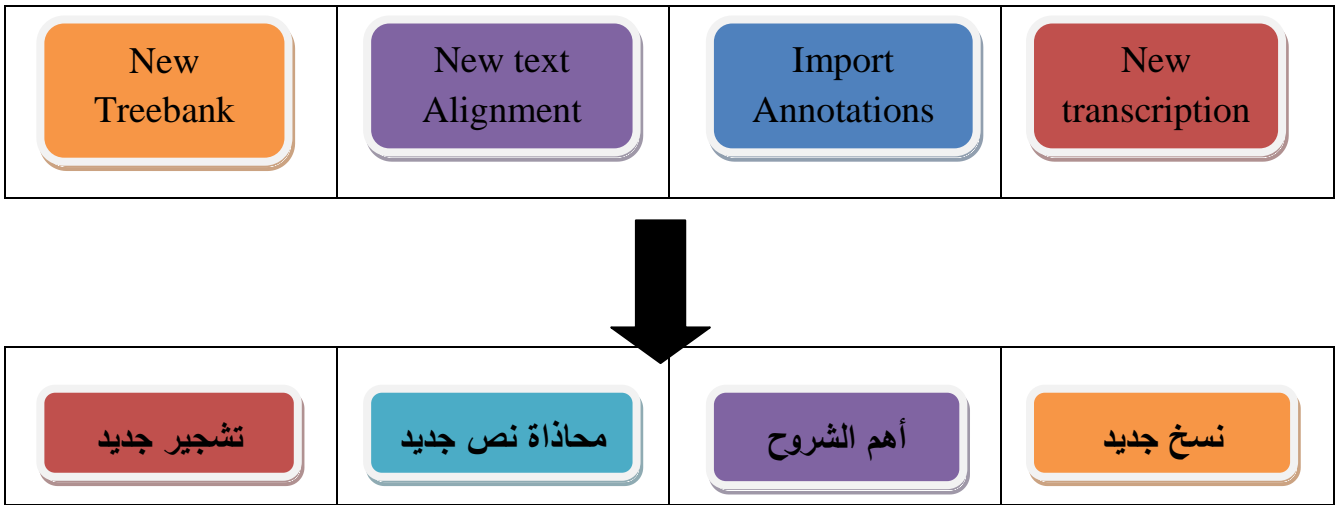 New
Treebank
New text
Alignment
Import
Annotations
New
transcription
تشجير جديد
محاذاة نص جديد
أهم الشروح
نسخ جديد